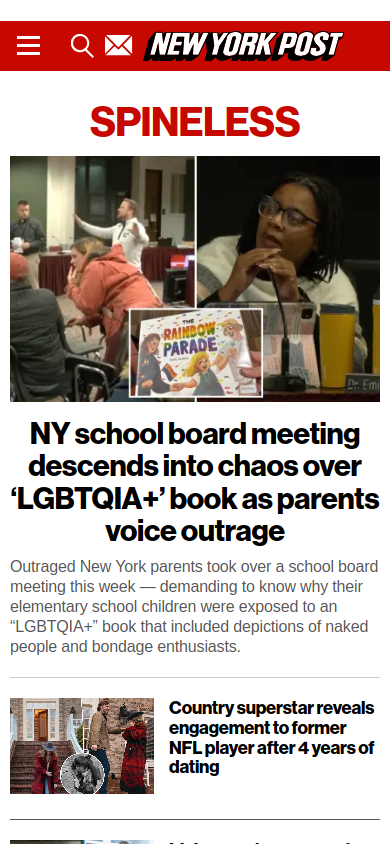 NEW YORK POST
SPINELESS
THE
RAINBOW
PARADE
Dr. Emi
NY school board meeting
descends into chaos over
‘LGBTQIA+’ book as parents
voice outrage
Outraged New York parents took over a school board
meeting this week — demanding to know why their
elementary school children were exposed to an
“LGBTQIA+” book that included depictions of naked
people and bondage enthusiasts.
Country superstar reveals
engagement to former
NFL player after 4 years of
dating